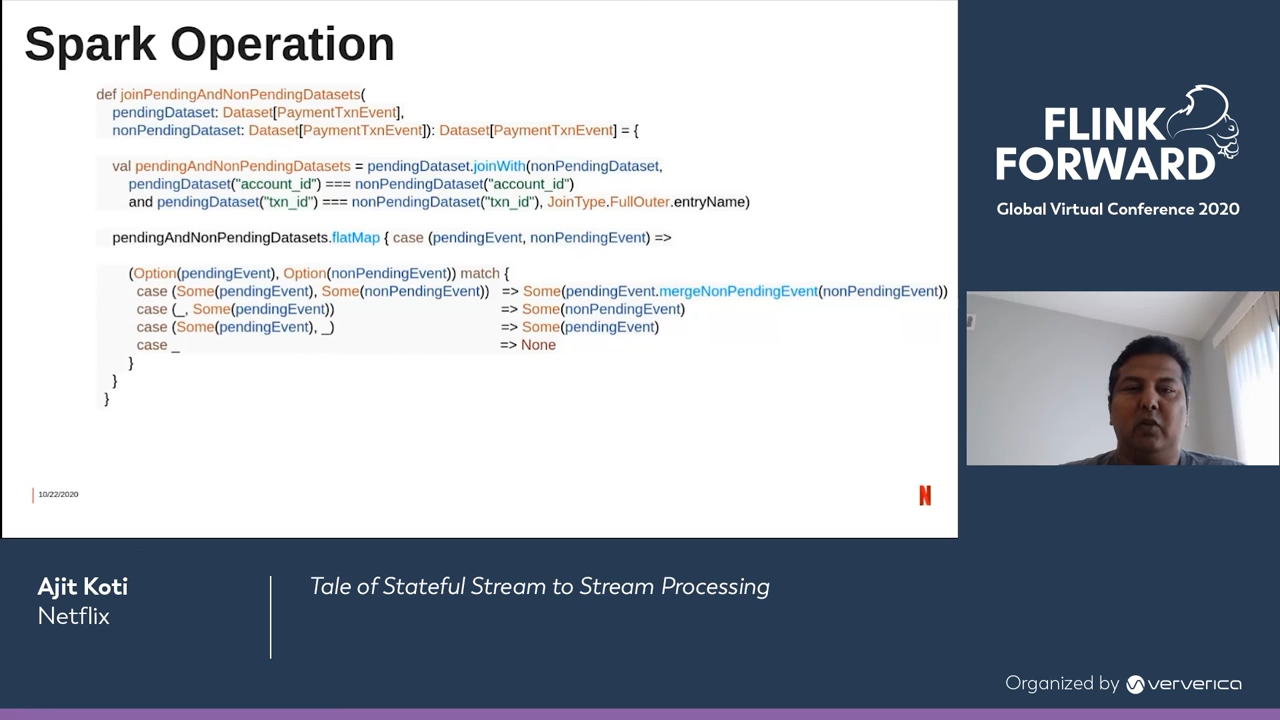 Spark Operation
def joinPendingAndNonPendingDatasets(
pendingDataset: Dataset[PaymentTxnEvent],
nonPendingDataset: Dataset[PaymentTxnEvent]): Dataset[PaymentTxnEvent] = {
val pendingAndNonPendingDatasets = pendingDataset.joinWith(nonPendingDataset,
pendingDataset("account_id") === nonPendingDataset("account_id")
and pendingDataset("txn_id") === nonPendingDataset("txn_id"), JoinType.FullOuter.entryName)
pendingAndNonPendingDatasets.flatMap { case (pendingEvent, nonPendingEvent) =>
(Option(pendingEvent), Option(nonPendingEvent)) match {
case (Some(pendingEvent), Some(nonPendingEvent)) => Some(pendingEvent.mergeNonPendingEvent(nonPendingEvent))
case (_, Some(pendingEvent)) => Some(nonPendingEvent)
case (Some(pendingEvent), _) => Some(pendingEvent)
case _ => None
}
}
}
10/22/2020
N
FLINK
FORWARD
Global Virtual Conference 2020
Ajit Koti
Netflix
Tale of Stateful Stream to Stream Processing
Organized by ververica